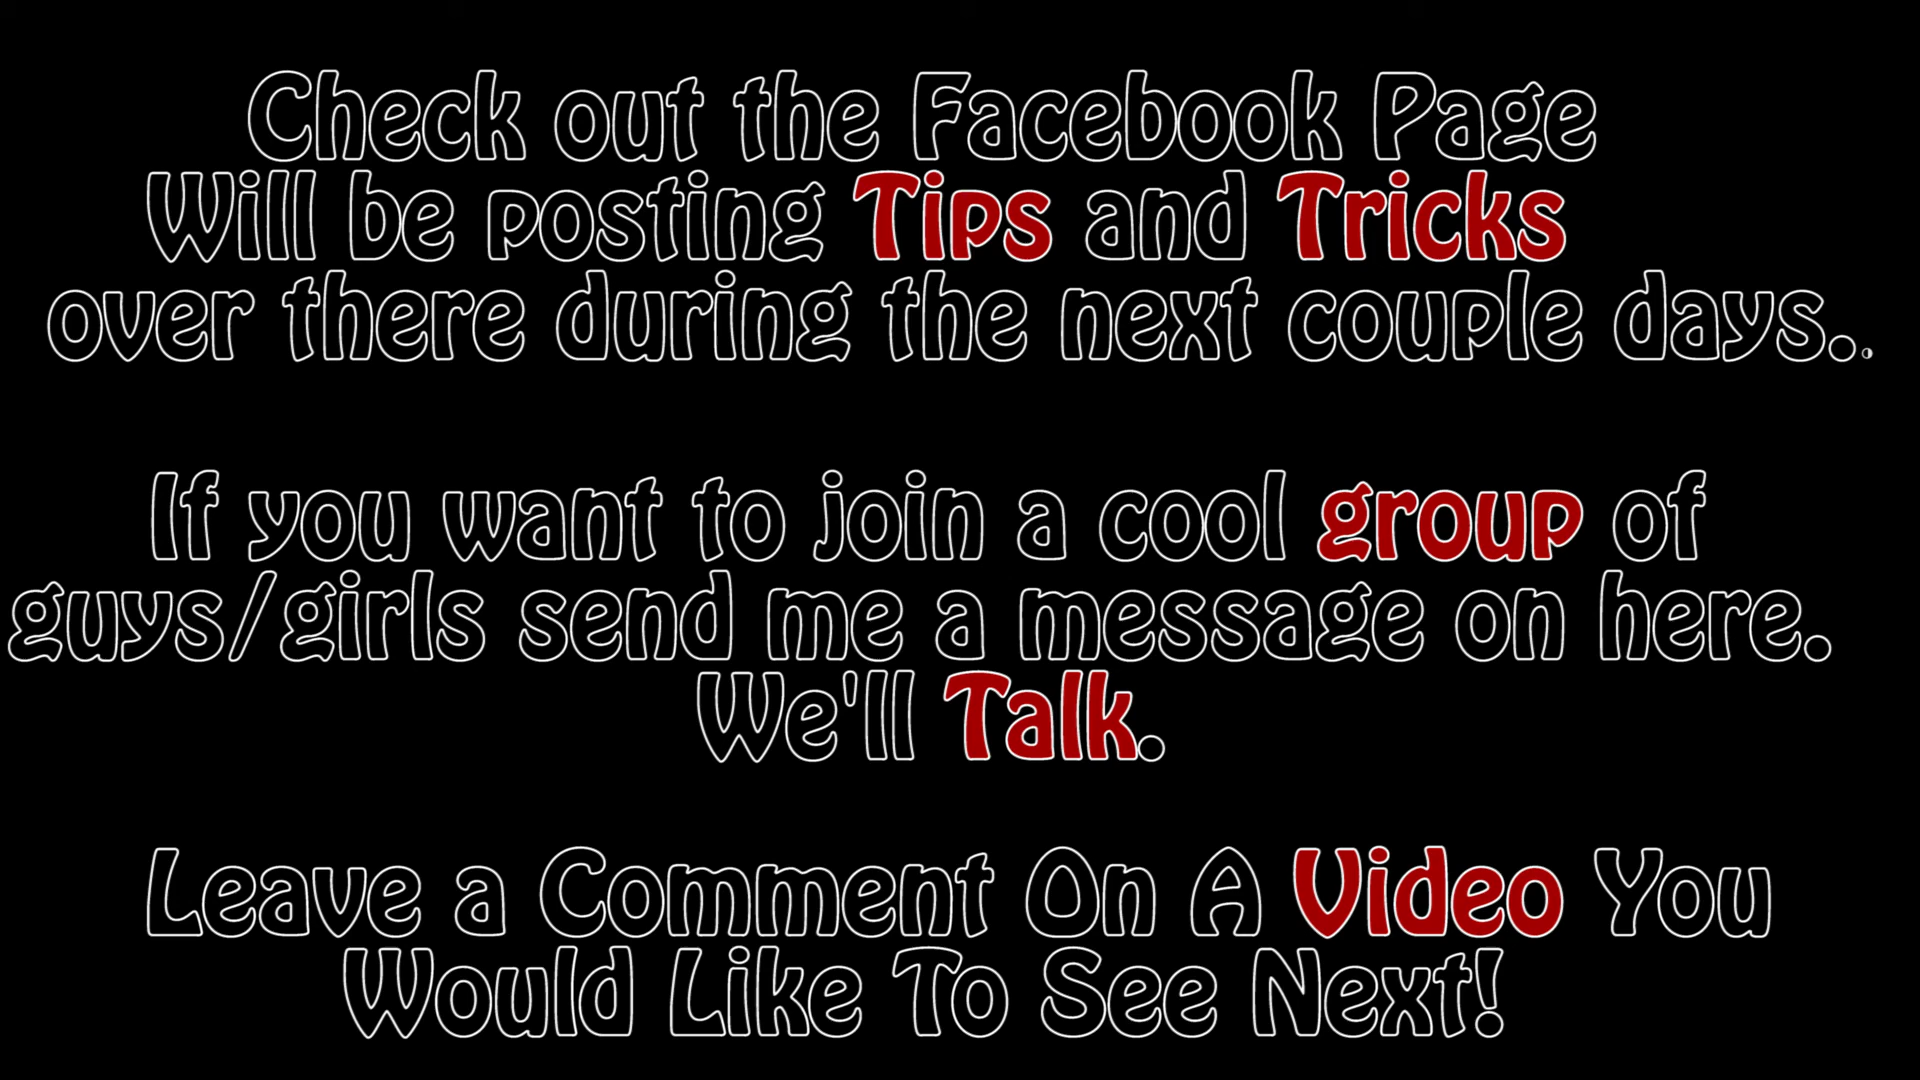 Check out the Facebook Page
Will be posting Tips and Tricks
over there during the next couple days..
If you want to join a cool group of
guys/girls send me a message on here.
We'll Talk.
Leave a Comment On A Video You
Would Like To See Next!